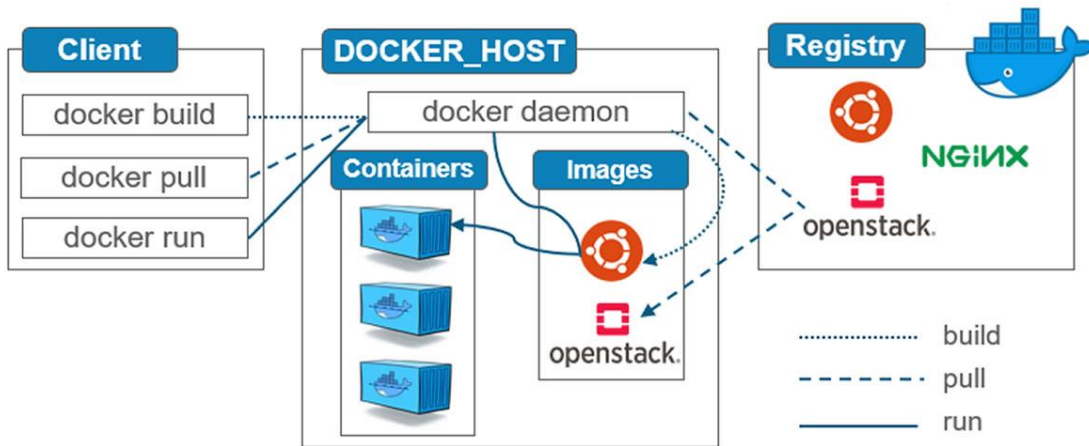 Client
docker build
docker pull
docker run
DOCKER_HOST
docker daemon
Containers
Images
openstack.
Registry
NGINX
openstack.
build
pull
run